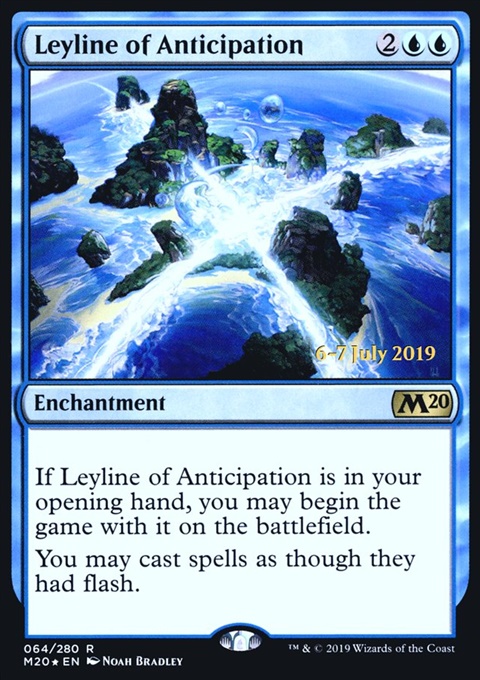 Leyline of Anticipation 2
6–7 July 2019
Enchantment M20
If Leyline of Anticipation is in your
opening hand, you may begin the
game with it on the battlefield.
You may cast spells as though they
had flash.
064/280 R
M20★EN Noah Bradley
™ & © 2019 Wizards of the Coast